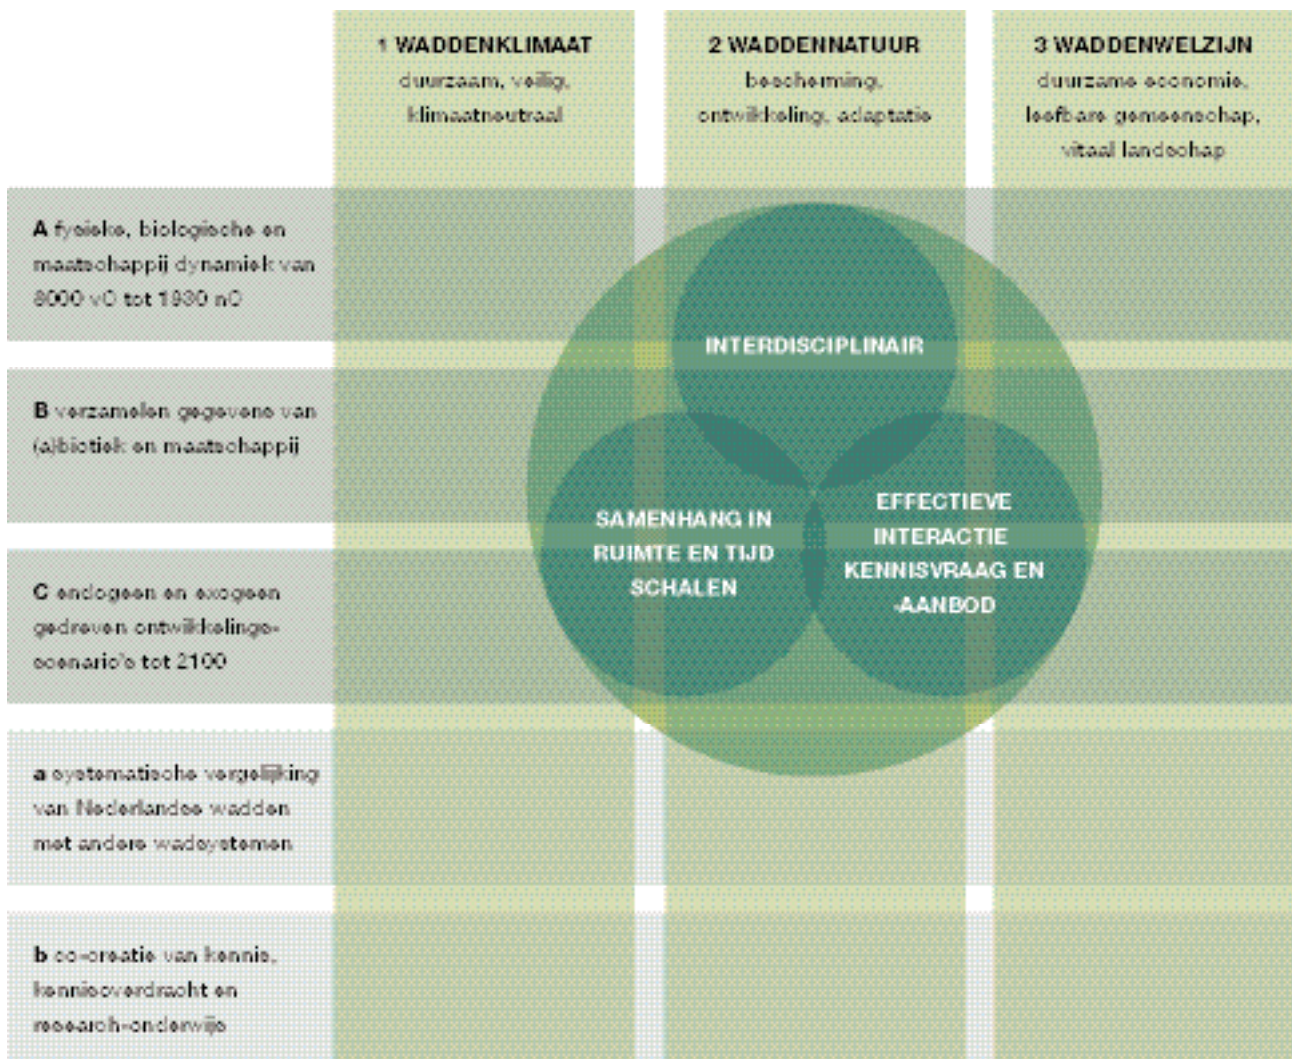 1 WADDENKLIMAAT
duurzaam, veilig,
klimaatneutraal
2 WADDENNATUUR
bescherming,
ontwikkeling, adaptatie
3 WADDENWELZIJN
duurzame economie,
leefbare gemeenschap,
vitaal landschap
A fysieke, biologische en
maatschappij dynamiek van
8000 vC tot 1930 nC
B verzamelen gegevens van
(a)biotiek en maatschappij
C endogeen en exogeen
gedreven ontwikkelings-
scenario's tot 2100
a systematische vergelijking
van Nederlandse wadden
met andere wadsystemen
b co-creatie van kennis,
kennisoverdracht en
research-onderwijs
INTERDISCIPLINAIR
SAMENHANG IN
RUIMTE EN TIJD
SCHALEN
EFFECTIEVE
INTERACTIE
KENNISVRAAG EN
-AANBOD